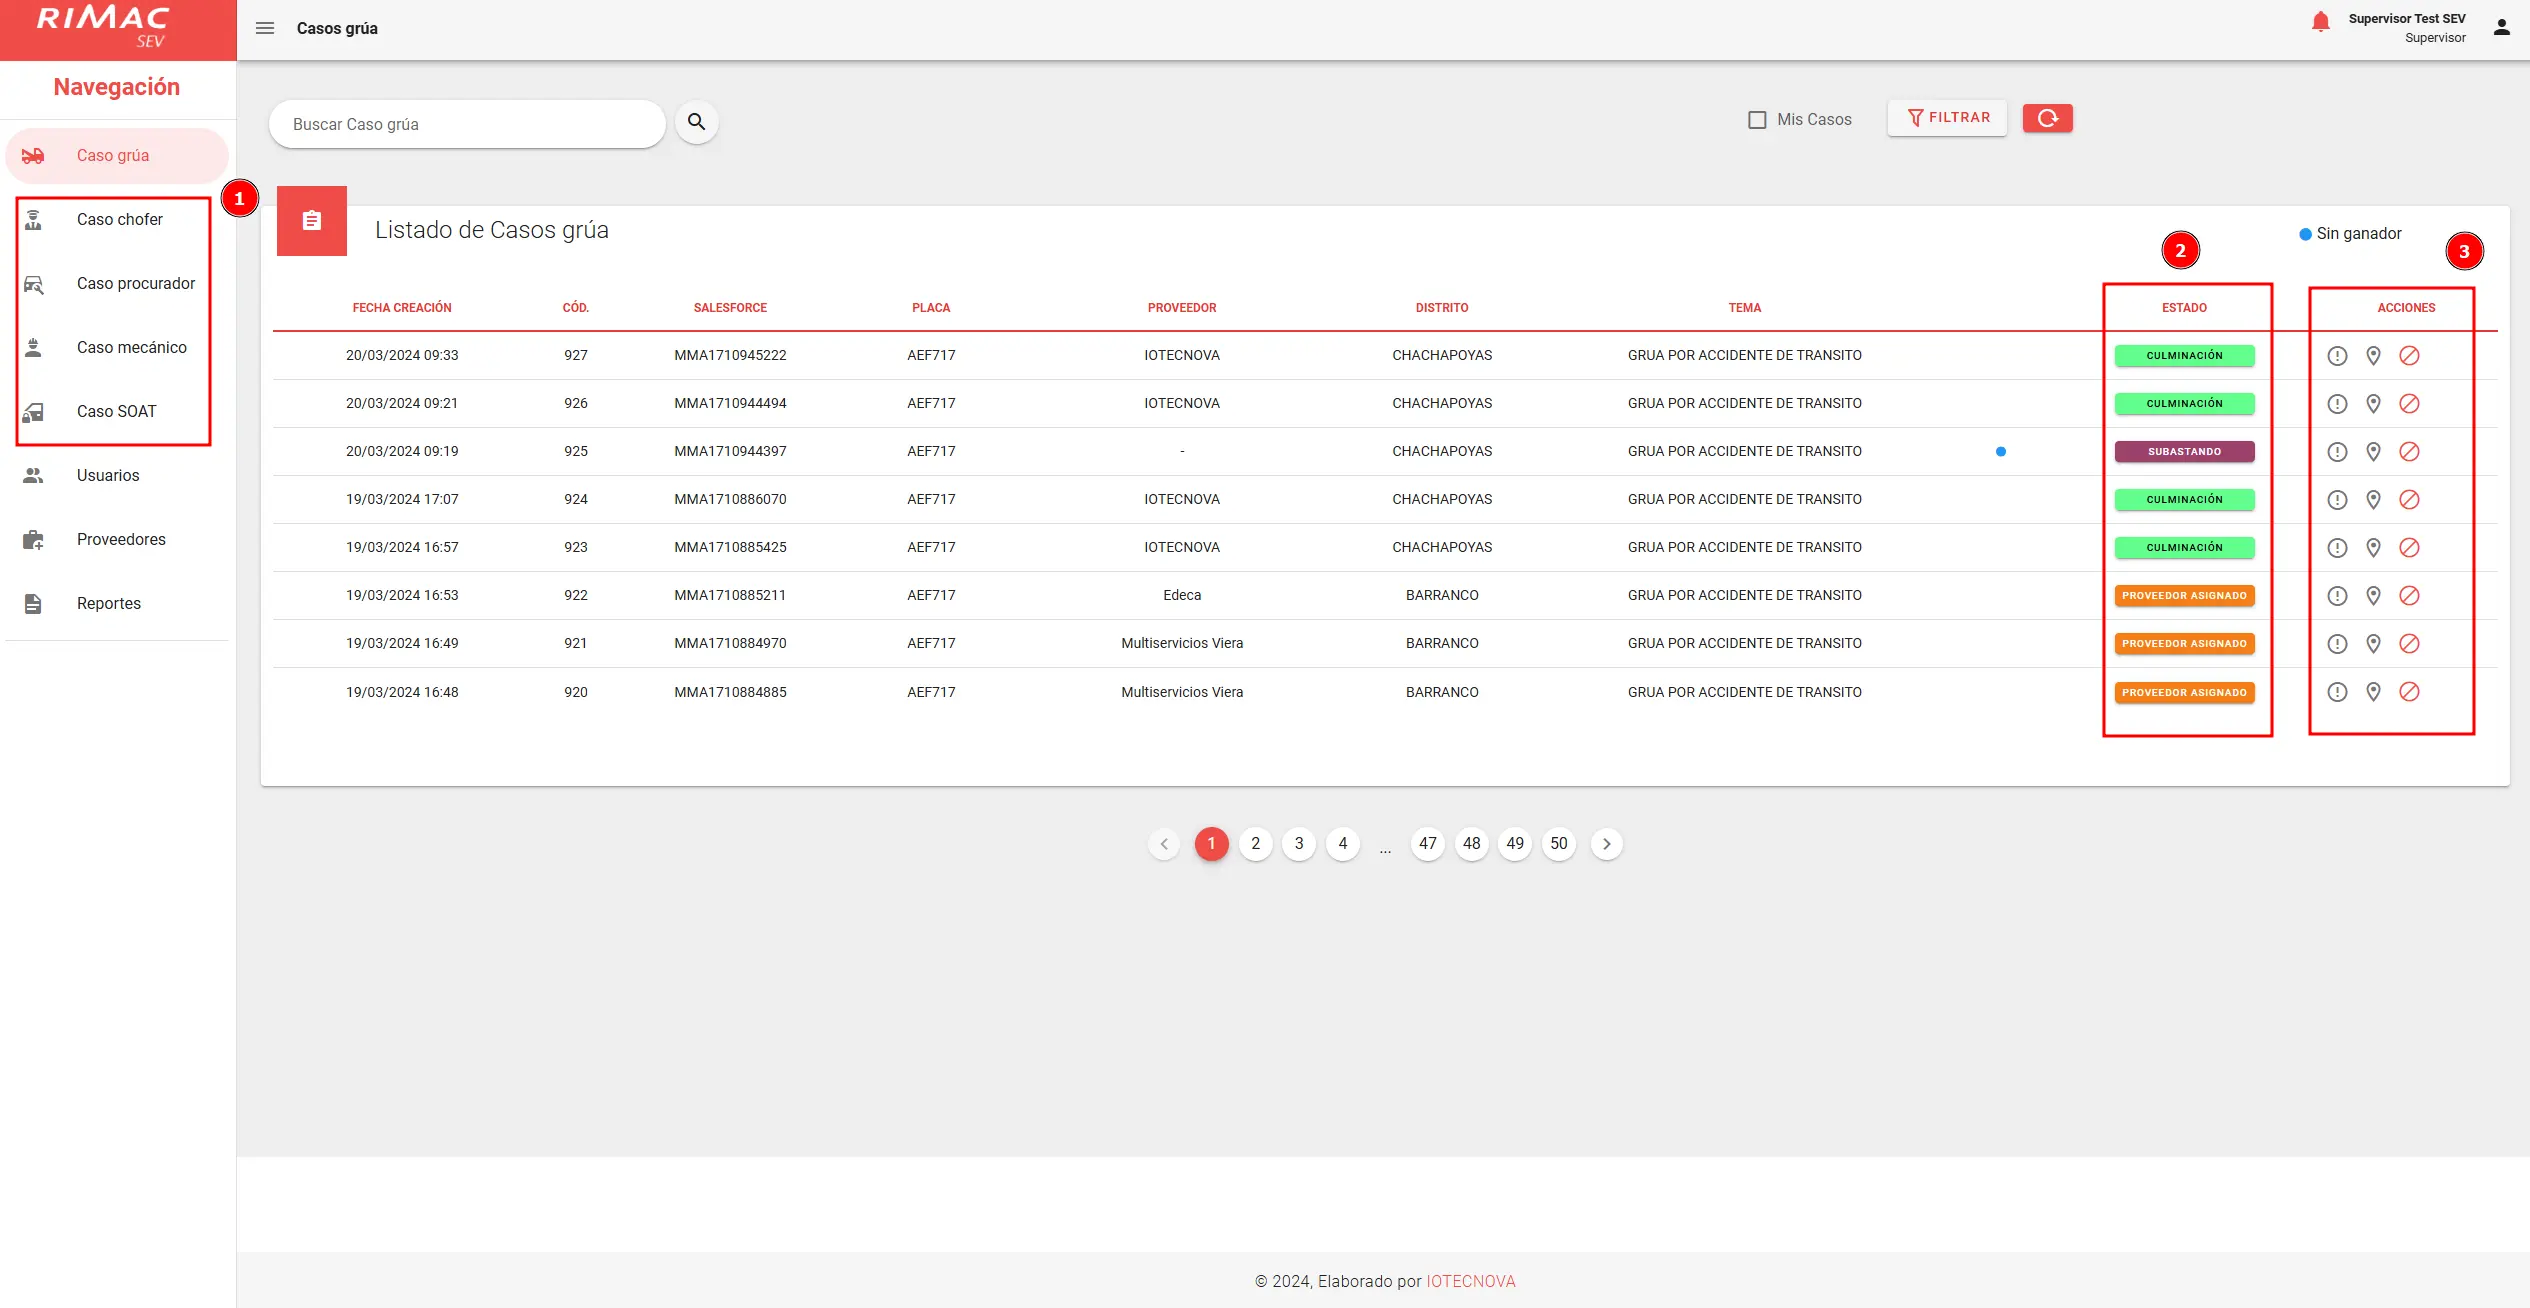 RIMAC
SEV
Casos grúa
Supervisor Test SEV
Supervisor
Navegación
Caso grúa
Caso chofer
Caso procurador
Caso mecánico
Caso SOAT
Usuarios
Proveedores
Reportes
1
Buscar Caso grúa
Mis Casos
FILTRAR
Listado de Casos grúa
2
Sin ganador
3
FECHA CREACIÓN CÓD. SALESFORCE PLACA PROVEEDOR DISTRITO TEMA ESTADO ACCIONES
20/03/2024 09:33 927 MMA1710945222 AEF717 IOTECNOVA CHACHAPOYAS GRUA POR ACCIDENTE DE TRANSITO CULMINACIÓN
20/03/2024 09:21 926 MMA1710944494 AEF717 IOTECNOVA CHACHAPOYAS GRUA POR ACCIDENTE DE TRANSITO CULMINACIÓN
20/03/2024 09:19 925 MMA1710944397 AEF717 - CHACHAPOYAS GRUA POR ACCIDENTE DE TRANSITO SUBASTANDO
19/03/2024 17:07 924 MMA1710886070 AEF717 IOTECNOVA CHACHAPOYAS GRUA POR ACCIDENTE DE TRANSITO CULMINACIÓN
19/03/2024 16:57 923 MMA1710885425 AEF717 IOTECNOVA CHACHAPOYAS GRUA POR ACCIDENTE DE TRANSITO CULMINACIÓN
19/03/2024 16:53 922 MMA1710885211 AEF717 Edeca BARRANCO GRUA POR ACCIDENTE DE TRANSITO PROVEEDOR ASIGNADO
19/03/2024 16:49 921 MMA1710884970 AEF717 Multiservicios Viera BARRANCO GRUA POR ACCIDENTE DE TRANSITO PROVEEDOR ASIGNADO
19/03/2024 16:48 920 MMA1710884885 AEF717 Multiservicios Viera BARRANCO GRUA POR ACCIDENTE DE TRANSITO PROVEEDOR ASIGNADO
1 2 3 4 ... 47 48 49 50
© 2024, Elaborado por IOTECNOVA